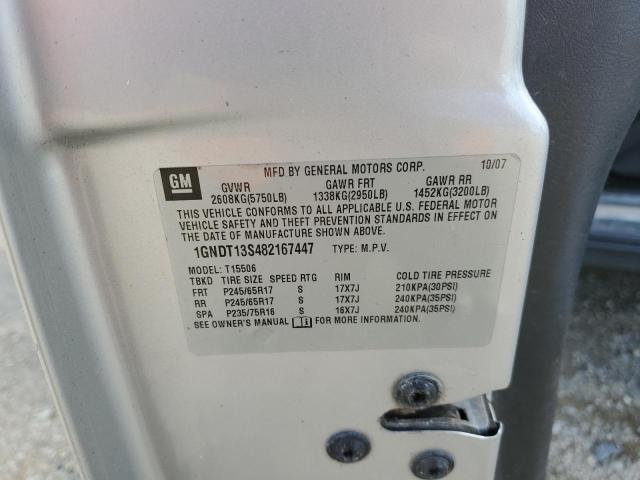 MFD BY GENERAL MOTORS CORP. 10/07
GM GVWR GAWR FRT GAWR RR
2608KG(5750LB) 1338KG(2950LB) 1452KG(3200LB)
THIS VEHICLE CONFORMS TO ALL APPLICABLE U.S. FEDERAL MOTOR
VEHICLE SAFETY AND THEFT PREVENTION STANDARDS IN EFFECT ON
THE DATE OF MANUFACTURE SHOWN ABOVE.
1GNDT13S482167447 TYPE: M.P.V.
MODEL: T15506
TBKD TIRE SIZE SPEED RTG RIM COLD TIRE PRESSURE
FRT P245/65R17 S 17X7J 210KPA(30PSI)
RR P245/65R17 S 17X7J 240KPA(35PSI)
SPA P235/75R16 S 16X7J 240KPA(35PSI)
SEE OWNER'S MANUAL FOR MORE INFORMATION.